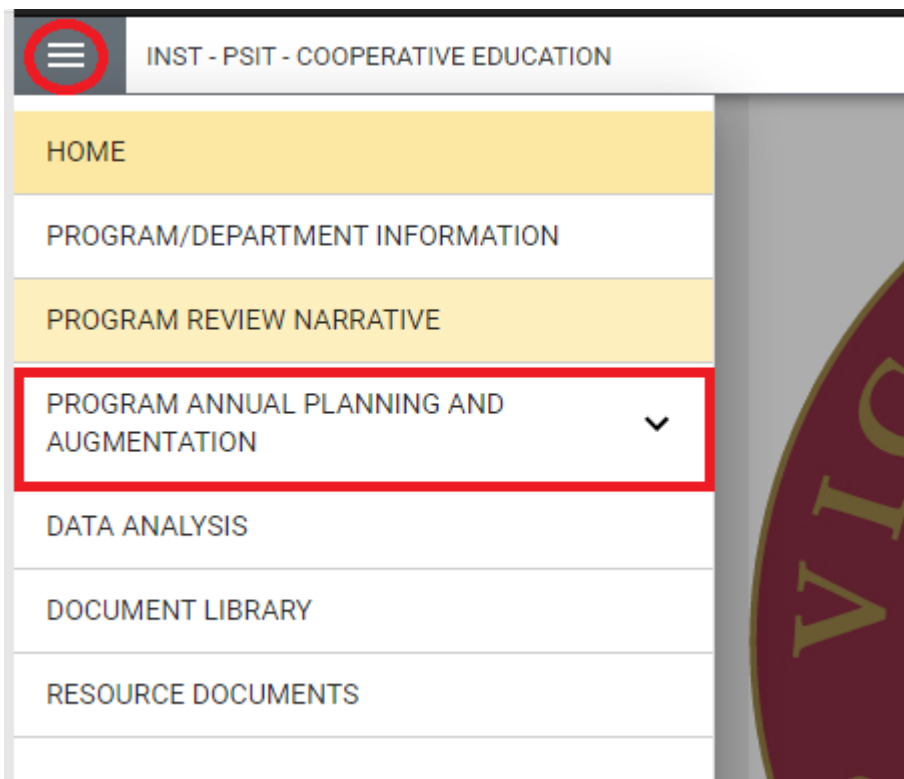 INST - PSIT - COOPERATIVE EDUCATION
HOME
PROGRAM/DEPARTMENT INFORMATION
PROGRAM REVIEW NARRATIVE
PROGRAM ANNUAL PLANNING AND
AUGMENTATION
DATA ANALYSIS
DOCUMENT LIBRARY
RESOURCE DOCUMENTS
VIC